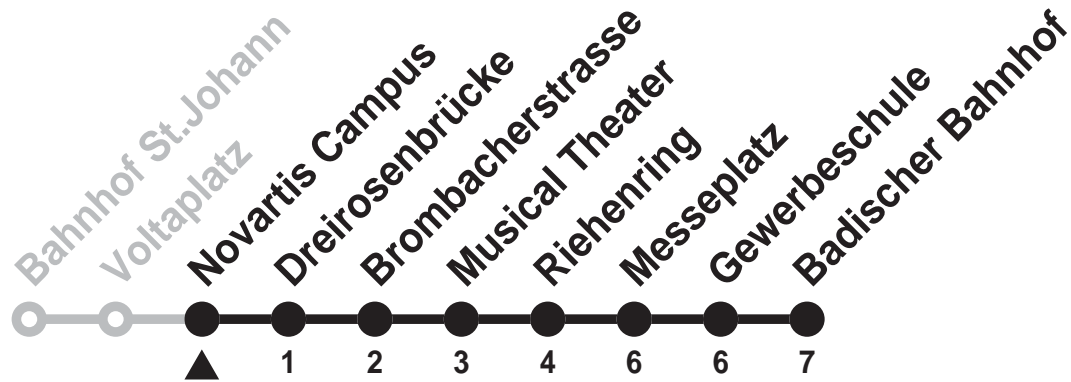 Bahnhof St.Johann
Voltaplatz
Novartis Campus
Dreirosenbrücke
Brombacherstrasse
Musical Theater
Riehenring
Messeplatz
Gewerbeschule
Badischer Bahnhof
1 2 3 4 6 6 7